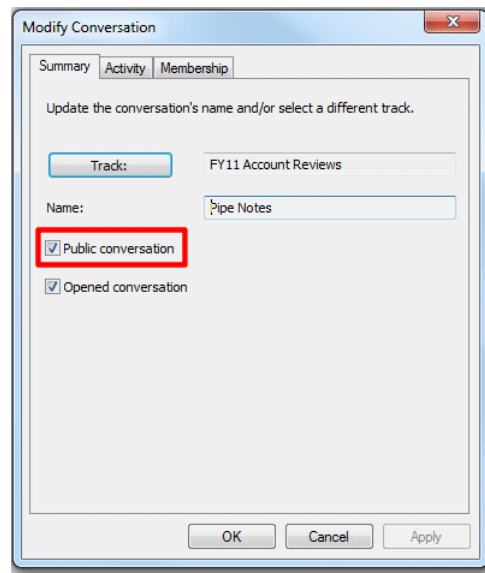 Modify Conversation
Summary Activity Membership
Update the conversation's name and/or select a different track.
Track: FY11 Account Reviews
Name: Pipe Notes
Public conversation
Opened conversation
OK Cancel Apply